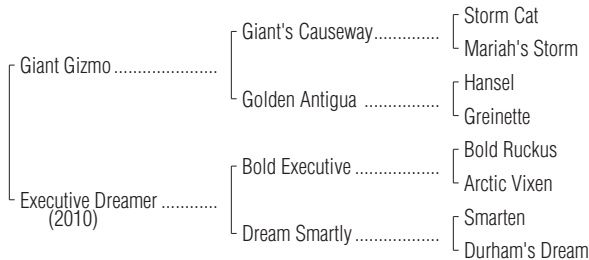 Storm Cat
Giant's Causeway..............
Mariah's Storm
Giant Gizmo ......................
Hansel
Golden Antigua ................
Greinette
Bold Ruckus
Bold Executive ..................
Arctic Vixen
Executive Dreamer ............
(2010)
Smarten
Dream Smartly ..................
Durham's Dream